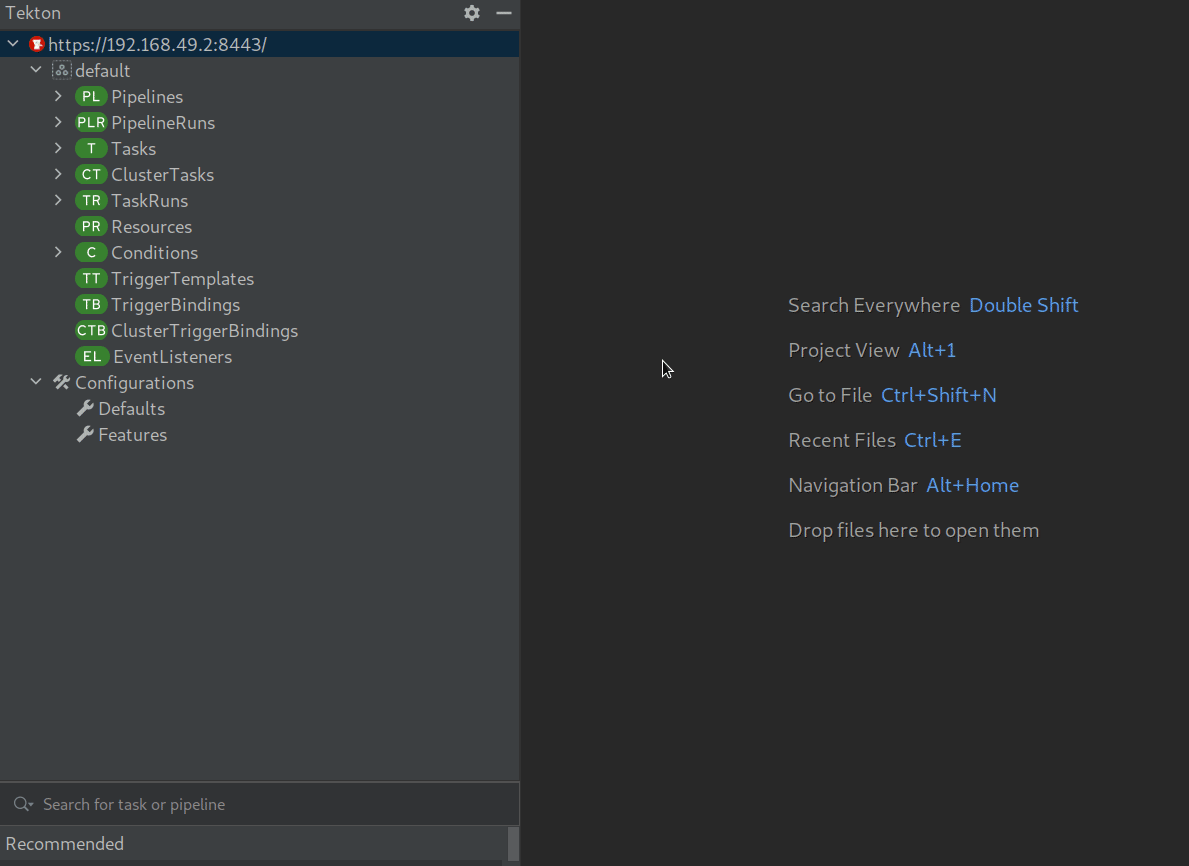 Tekton
https://192.168.49.2:8443/
default
PL Pipelines
PLR PipelineRuns
T Tasks
CT ClusterTasks
TR TaskRuns
PR Resources
C Conditions
TT TriggerTemplates
TB TriggerBindings
CTB ClusterTriggerBindings
EL EventListeners
Configurations
Defaults
Features
Search for task or pipeline
Recommended
Search Everywhere Double Shift
Project View Alt+1
Go to File Ctrl+Shift+N
Recent Files Ctrl+E
Navigation Bar Alt+Home
Drop files here to open them